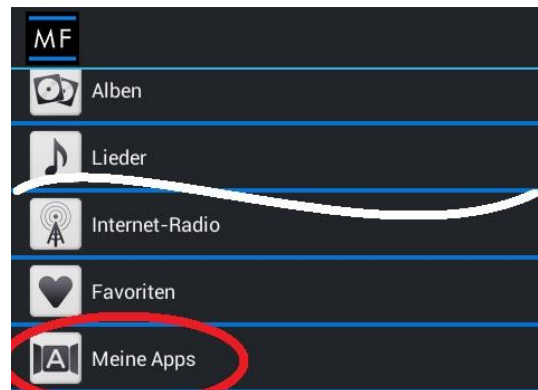 MF
Alben
Lieder
Internet-Radio
Favoriten
A Meine Apps